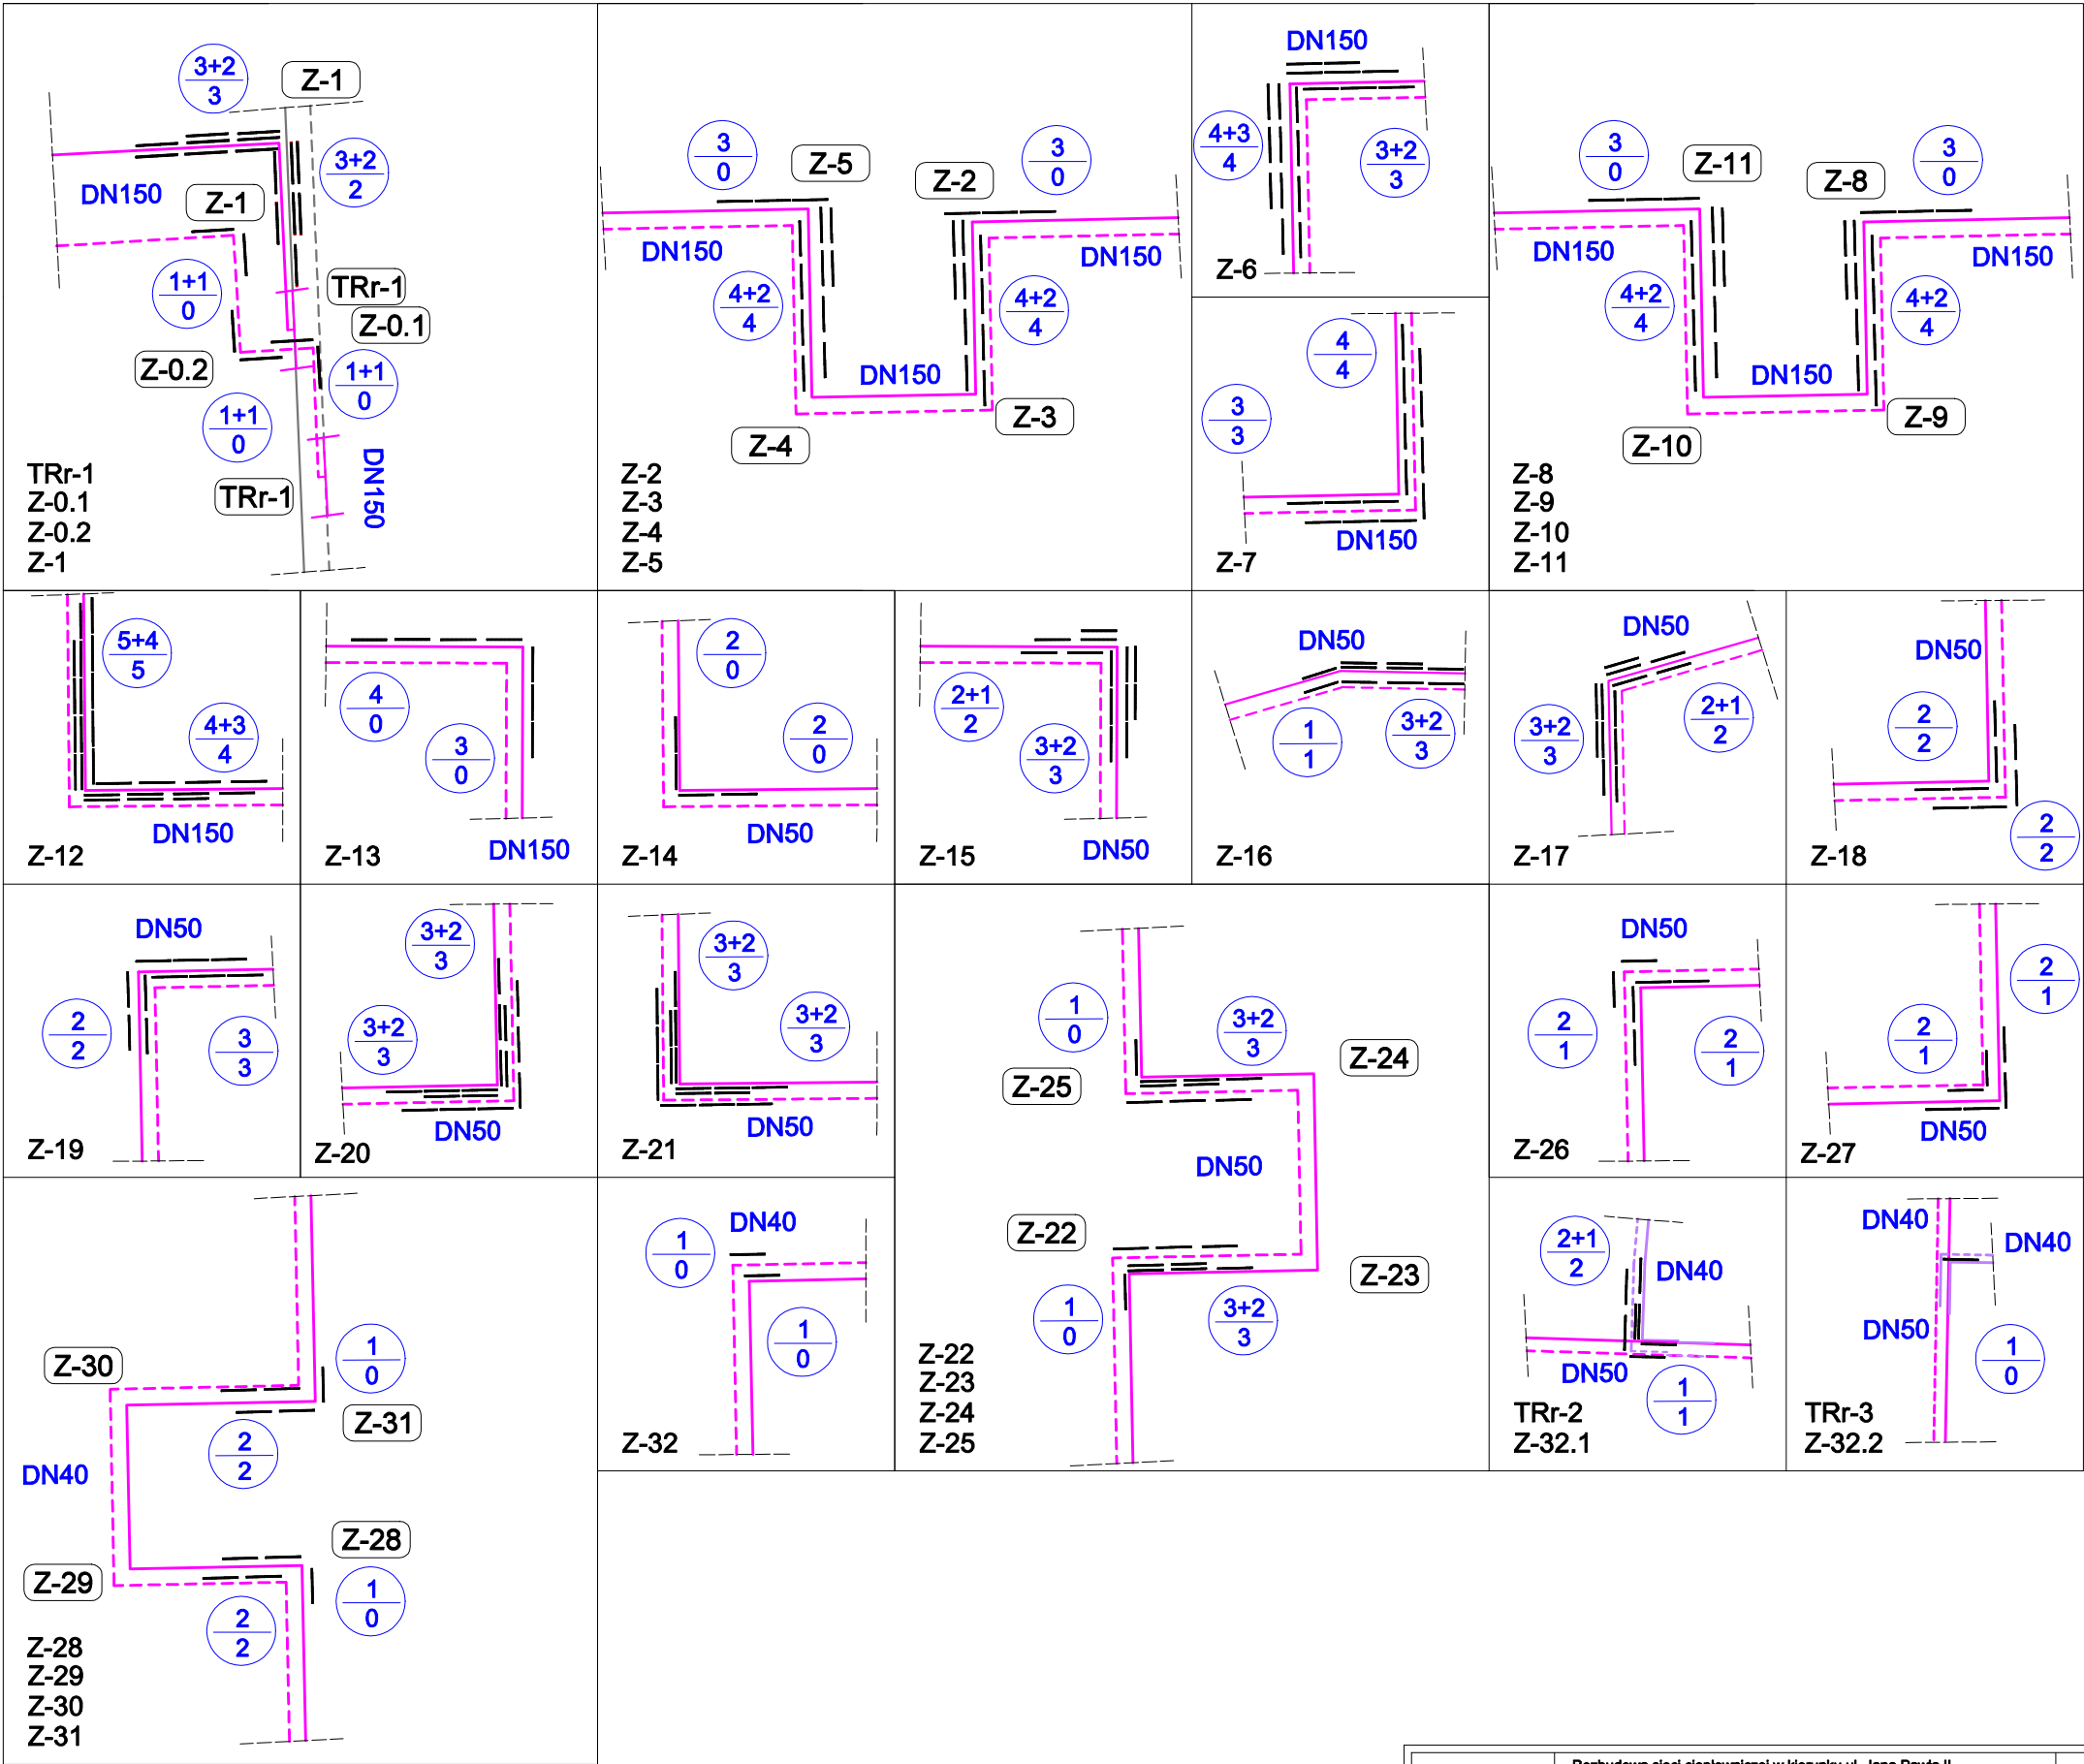 3+2
3
Z-1
3+2
2
DN150
Z-1
1+1
0
TRr-1
Z-0.1
Z-0.2
1+1
0
1+1
0
TRr-1
DN150
TRr-1
Z-0.1
Z-0.2
Z-1
3
0
Z-5
Z-2
3
0
DN150
DN150
4+2
4
4+2
4
DN150
Z-4
Z-3
Z-2
Z-3
Z-4
Z-5
DN150
4+3
4
3+2
3
Z-6
4
4
3
3
DN150
Z-7
3
0
Z-11
Z-8
3
0
DN150
DN150
4+2
4
4+2
4
DN150
Z-10
Z-9
Z-8
Z-9
Z-10
Z-11
5+4
5
4+3
4
DN150
Z-12
4
0
3
0
DN150
Z-13
2
0
2
0
DN50
Z-14
2+1
2
3+2
3
DN50
Z-15
DN50
1
1
3+2
3
Z-16
DN50
3+2
3
2+1
2
Z-17
DN50
2
2
2
2
Z-18
DN50
2
2
3
3
Z-19
3+2
3
3+2
3
DN50
Z-20
3+2
3
3+2
3
DN50
Z-21
1
0
3+2
3
Z-24
Z-25
DN50
Z-22
Z-23
1
0
3+2
3
Z-22
Z-23
Z-24
Z-25
DN50
2
1
2
1
Z-26
2
1
2
1
DN50
Z-27
Z-30
1
0
Z-31
2
2
DN40
Z-28
Z-29
1
0
2
2
Z-28
Z-29
Z-30
Z-31
DN40
1
0
1
0
Z-32
2+1
2
DN40
DN50
1
1
TRr-2
Z-32.1
DN40
DN40
DN50
1
0
TRr-3
Z-32.2